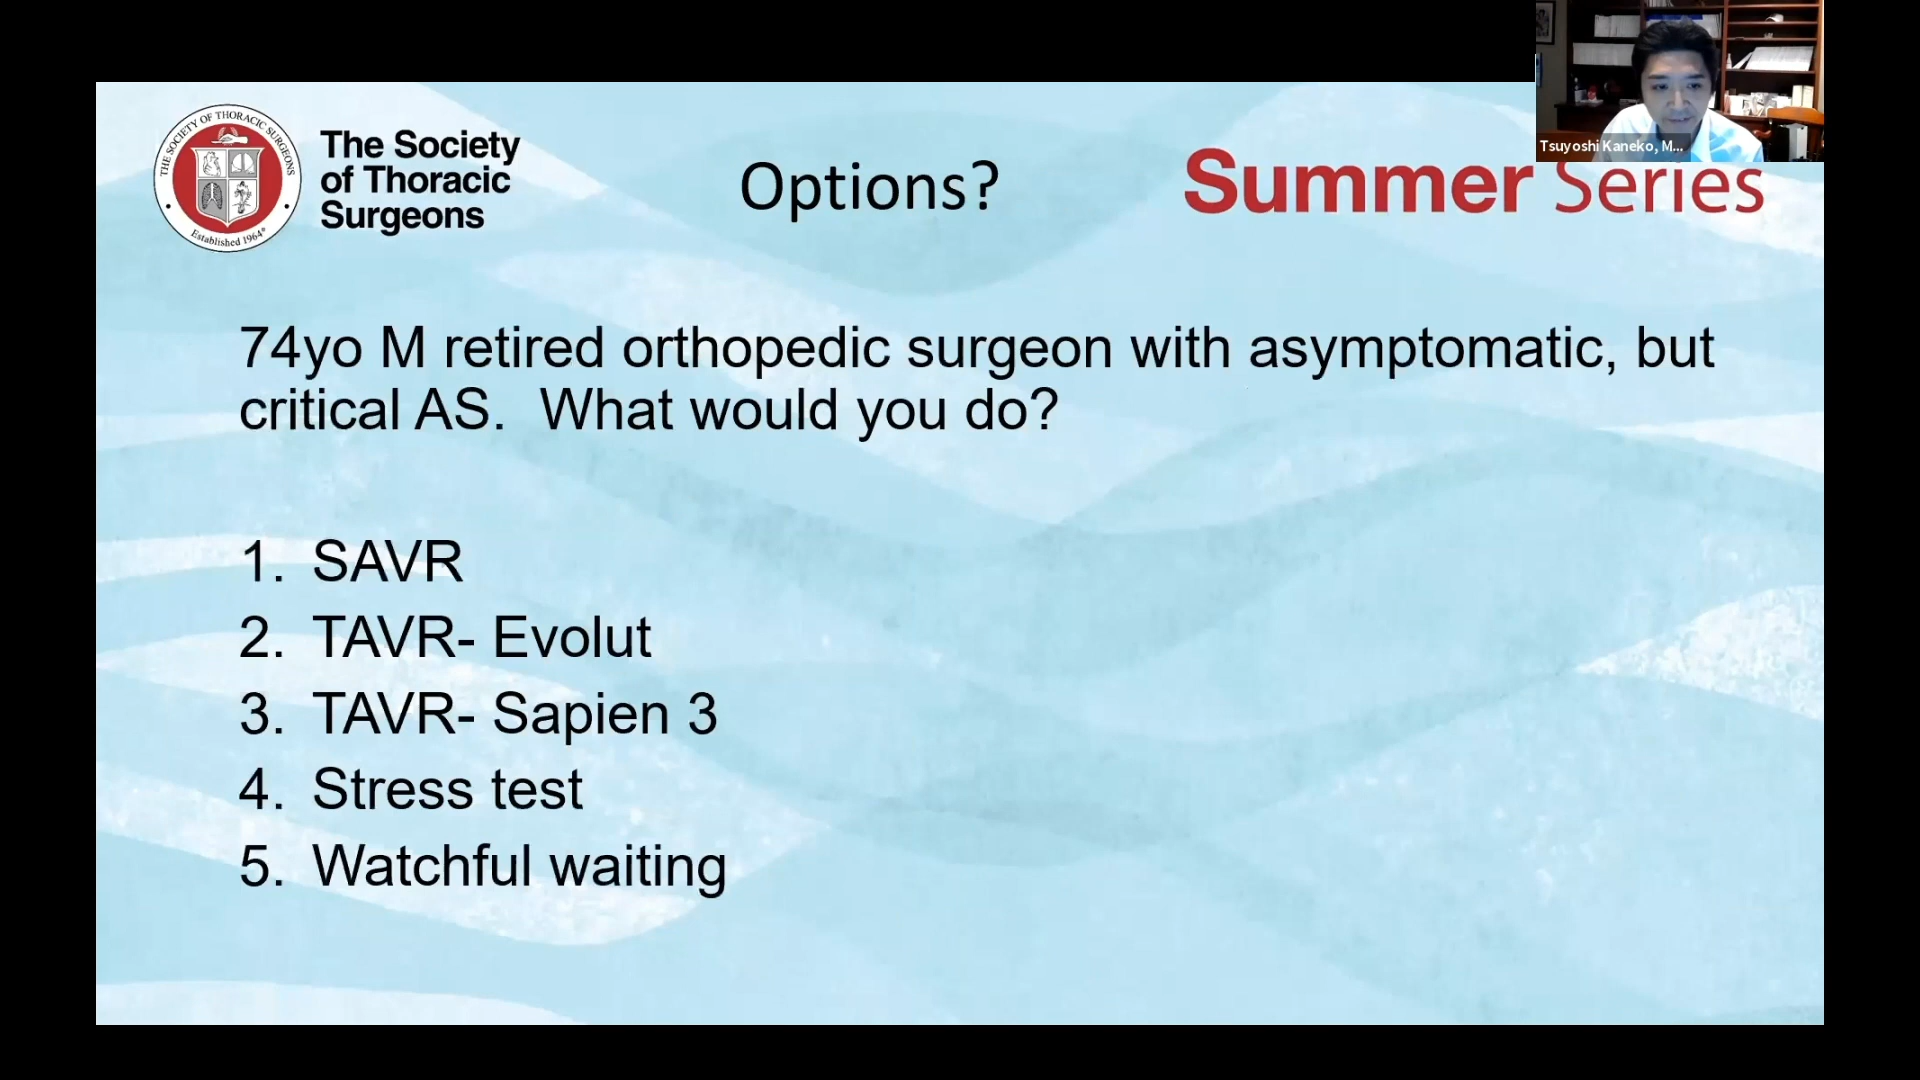 THE SOCIETY OF THORACIC SURGEONS
Established 1964
The Society
of Thoracic
Surgeons
Options?
Summer Series
Tsuyoshi Kaneko, M...
74yo M retired orthopedic surgeon with asymptomatic, but
critical AS.  What would you do?
1. SAVR
2. TAVR- Evolut
3. TAVR- Sapien 3
4. Stress test
5. Watchful waiting